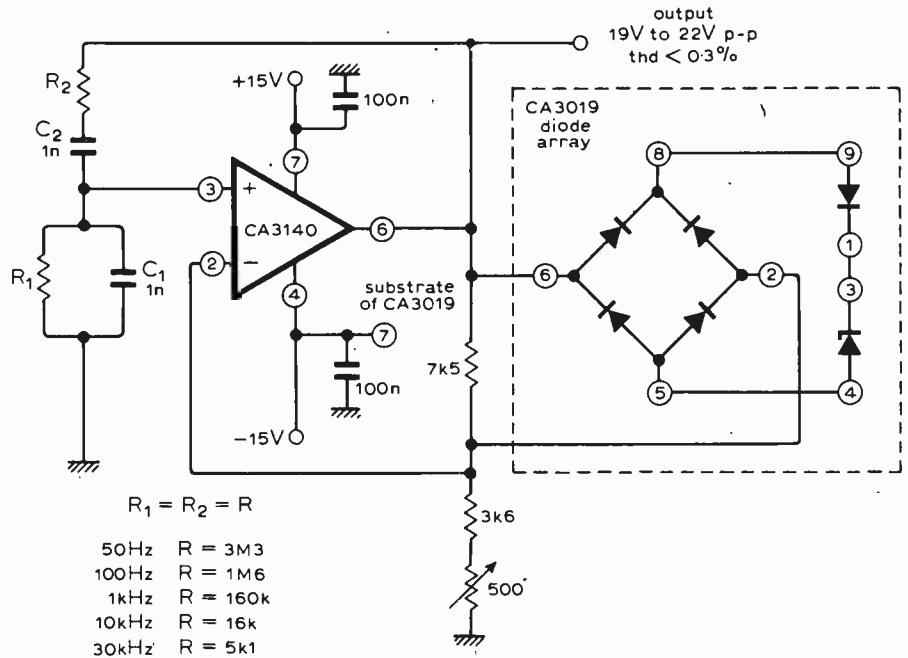 output
19V to 22V p-p
thd < 0·3%
R2
+15V
100n
CA3019
diode
array
C2
1n
7
8
9
3
+
CA3140
6
1
2
−
R1
C1
1n
4
substrate
of CA3019
7
6
2
3
7k5
100n
5
4
−15V
R1 = R2 = R
3k6
50Hz R = 3M3
100Hz R = 1M6
1kHz R = 160k
10kHz R = 16k
30kHz R = 5k1
500